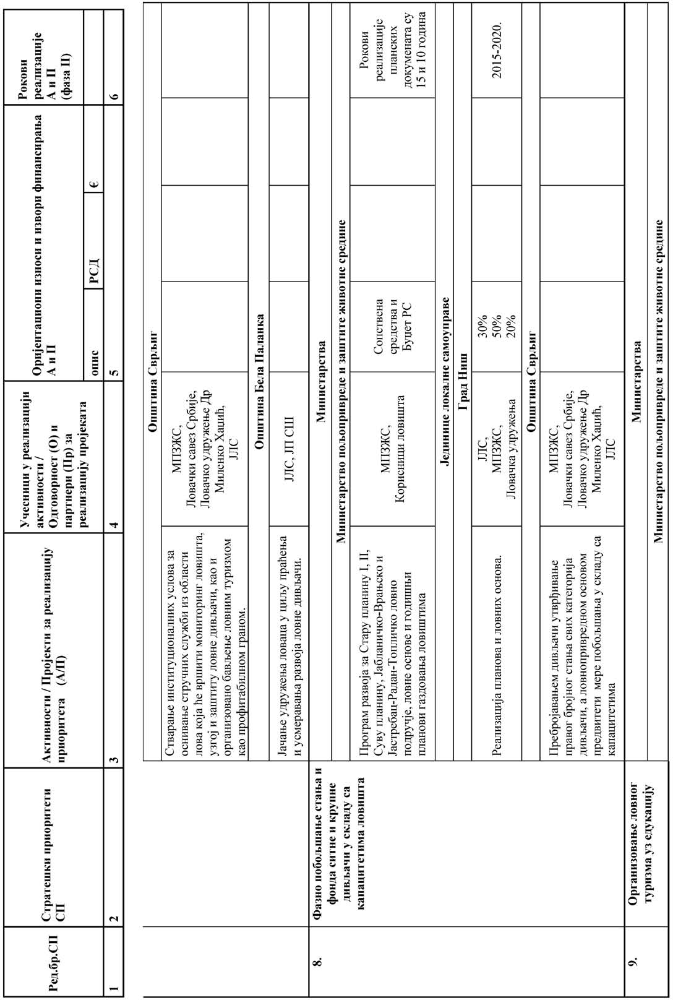 Ред.бр.СП
Стратешки приоритети
СП
Активности / Пројекти за реализацију
приоритета (А/П)
Учесници у реализацији
активности /
Одговорност (О) и
партнери (Пр) за
реализацију пројеката
Оријентациони износи и извори финансирања
А и П
опис
РСД
€
Рокови
реализације
А и П
(фаза II)
1
2
3
4
5
6
Општина Сврљиг
Стварање институционалних услова за
оснивање стручних служби из области
лова која ће вршити мониторинг ловишта,
узгој и заштиту ловне дивљачи, као и
организовано бављење ловним туризмом
као профитабилном граном.
МПЗЖС,
Ловачки савез Србије,
Ловачко удружење Др
Миленко Хаџић,
ЈЛС
Општина Бела Паланка
Јачање удружења ловаца у циљу праћења
и усмеравања развоја ловне дивљачи.
ЈЛС, ЈП СШ
8.
Фазно побољшање стања и
фонда ситне и крупне
дивљачи у складу са
капацитетима ловишта
Министарства
Министарство пољопривреде и заштите животне средине
Програм развоја за Стару планину I, II,
Суву планину, Јабланичко-Врањско и
Јастребац-Радан-Топличко ловно
подручје, ловне основе и годишњи
планови газдовања ловиштима
МПЗЖС,
Корисници ловишта
Сопствена
средства и
Буџет РС
Рокови
реализације
планских
докумената су
15 и 10 година
Јединице локалне самоуправе
Град Ниш
Реализација планова и ловних основа.
ЈЛС,
МПЗЖС,
Ловачка удружења
30%
50%
20%
2015-2020.
Општина Сврљиг
Пребројавањем дивљачи утврђивање
правог бројног стања свих категорија
дивљачи, а ловнопривредном основом
предвитети мере побољшања у складу са
капацитетима
МПЗЖС,
Ловачки савез Србије,
Ловачко удружење Др
Миленко Хаџић,
ЈЛС
9.
Организовање ловног
туризма уз едукацију
Министарства
Министарство пољопривреде и заштите животне средине